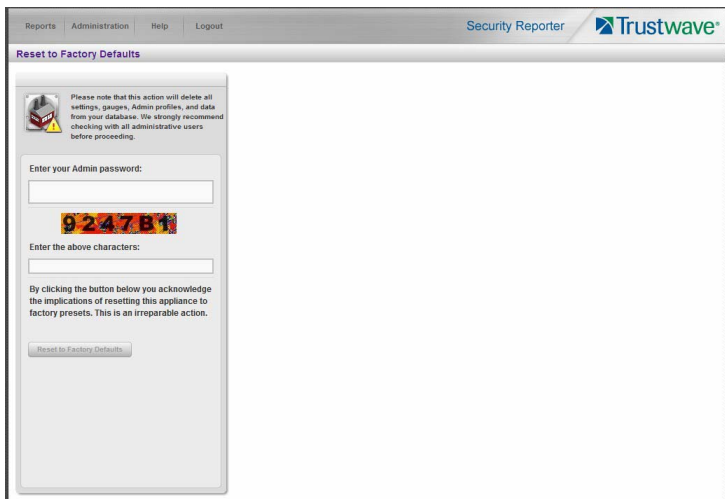 Reports Administration Help Logout
Security Reporter
Trustwave®
Reset to Factory Defaults
Please note that this action will delete all
settings, gauges, Admin profiles, and data
from your database. We strongly recommend
checking with all administrative users
before proceeding.
Enter your Admin password:
9247B1
Enter the above characters:
By clicking the button below you acknowledge
the implications of resetting this appliance to
factory presets. This is an irreparable action.
Reset to Factory Defaults